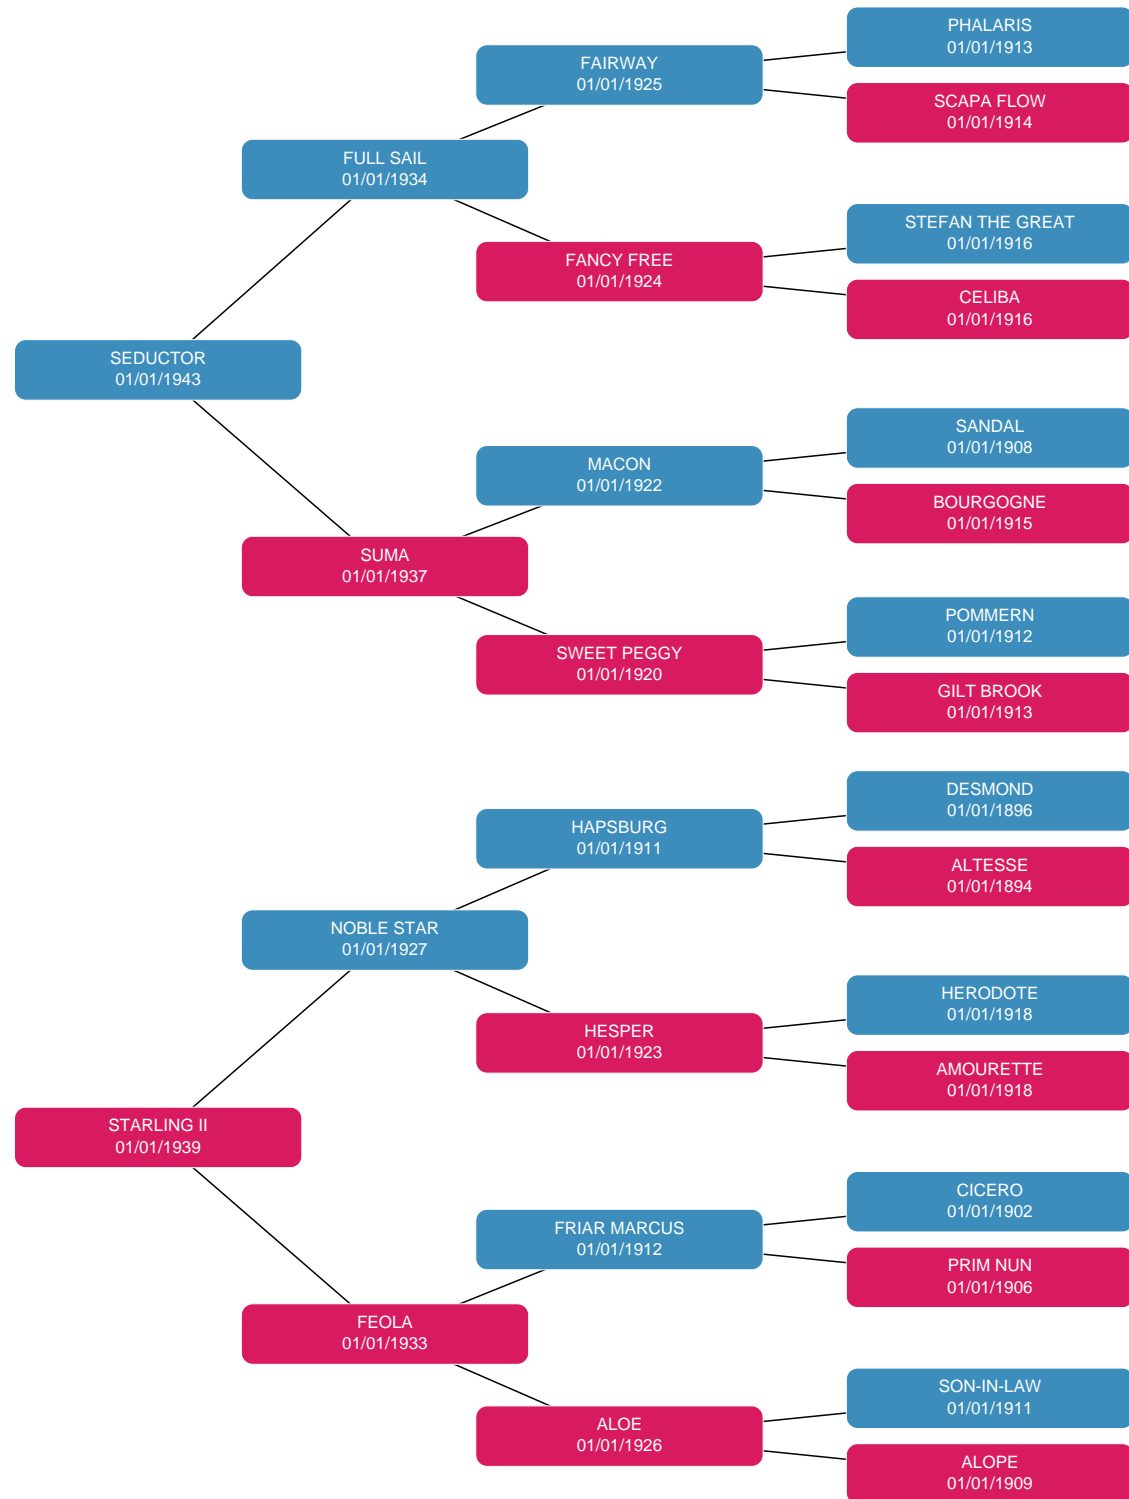 PHALARIS
01/01/1913
FAIRWAY
01/01/1925
SCAPA FLOW
01/01/1914
FULL SAIL
01/01/1934
STEFAN THE GREAT
01/01/1916
FANCY FREE
01/01/1924
CELIBA
01/01/1916
SEDUCTOR
01/01/1943
SANDAL
01/01/1908
MACON
01/01/1922
BOURGOGNE
01/01/1915
SUMA
01/01/1937
POMMERN
01/01/1912
SWEET PEGGY
01/01/1920
GILT BROOK
01/01/1913
DESMOND
01/01/1896
HAPSBURG
01/01/1911
ALTESSE
01/01/1894
NOBLE STAR
01/01/1927
HERODOTE
01/01/1918
HESPER
01/01/1923
AMOURETTE
01/01/1918
STARLING II
01/01/1939
CICERO
01/01/1902
FRIAR MARCUS
01/01/1912
PRIM NUN
01/01/1906
FEOLA
01/01/1933
SON-IN-LAW
01/01/1911
ALOE
01/01/1926
ALOPE
01/01/1909